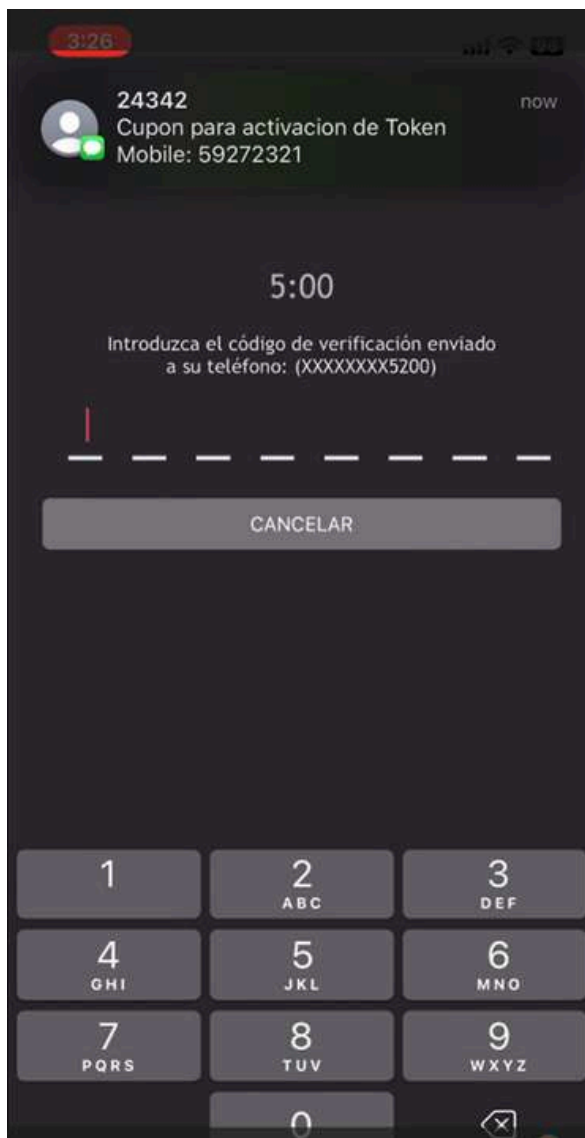 3:26
24342
now
Cupon para activacion de Token
Mobile: 59272321
5:00
Introduzca el código de verificación enviado
a su teléfono: (XXXXXXXX5200)
CANCELAR
1
2
ABC
3
DEF
4
GHI
5
JKL
6
MNO
7
PQRS
8
TUV
9
WXYZ
0